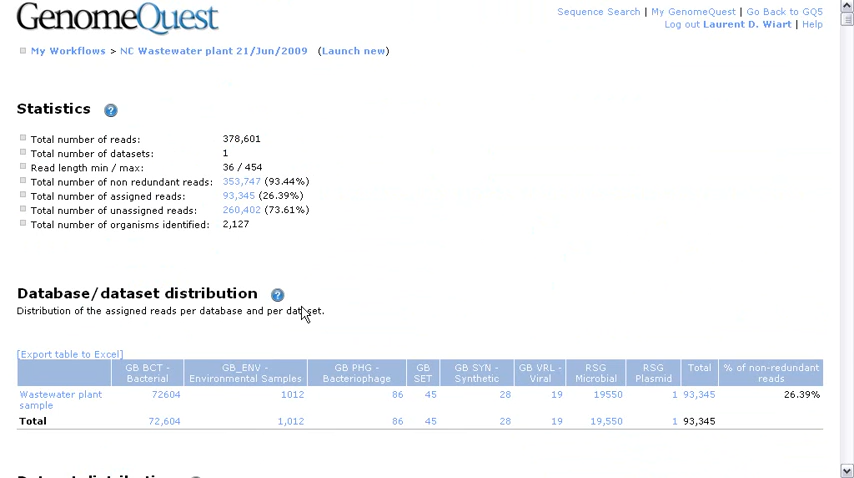 GenomeQuest
Sequence Search | My GenomeQuest | Go Back to GQ5
Log out Laurent D. Wiart | Help
My Workflows > NC Wastewater plant 21/Jun/2009 (Launch new)
Statistics ?
Total number of reads: 378,601
Total number of datasets: 1
Read length min / max: 36 / 454
Total number of non redundant reads: 353,747 (93.44%)
Total number of assigned reads: 93,345 (26.39%)
Total number of unassigned reads: 260,402 (73.61%)
Total number of organisms identified: 2,127
Database/dataset distribution ?
Distribution of the assigned reads per database and per dataset.
[Export table to Excel]
GB BCT - Bacterial GB_ENV - Environmental Samples GB PHG - Bacteriophage GB SET GB SYN - Synthetic GB VRL - Viral RSG Microbial RSG Plasmid Total % of non-redundant reads
Wastewater plant sample 72604 1012 86 45 28 19 19550 1 93,345 26.39%
Total 72,604 1,012 86 45 28 19 19,550 1 93,345